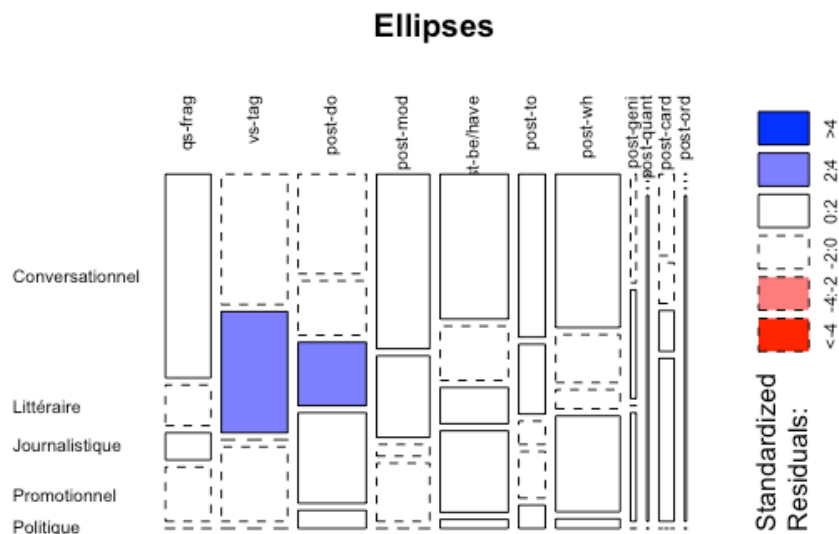 Ellipses
qs-frag
vs-tag
post-do
post-mod
st-be/have
post-to
post-wh
post-geni
post-quant
post-card
post-ord
Conversationnel
Littéraire
Journalistique
Promotionnel
Politique
Standardized
Residuals:
<-4
-4:-2
-2:0
0:2
2:4
>4